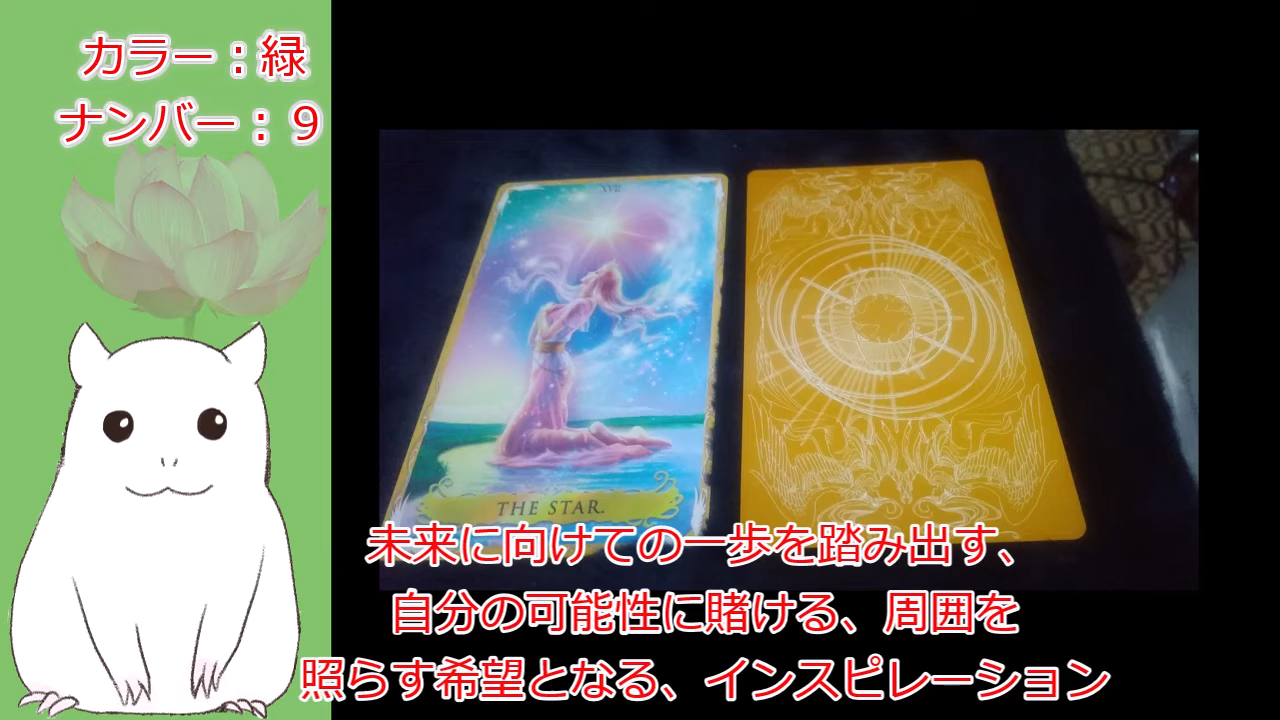 カラー：緑
ナンバー：９
XVII
THE STAR.
未来に向けての一歩を踏み出す、
自分の可能性に賭ける、周囲を
照らす希望となる、インスピレーション